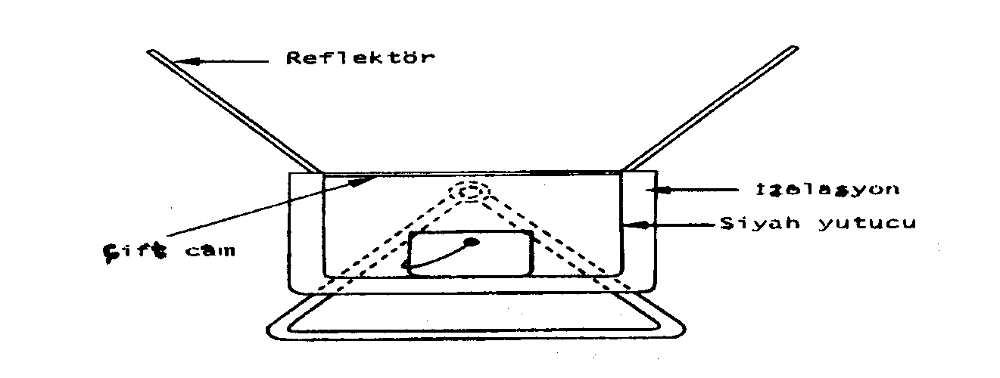 Reflektör
İzolasyon
Siyah yutucu
Çift cam